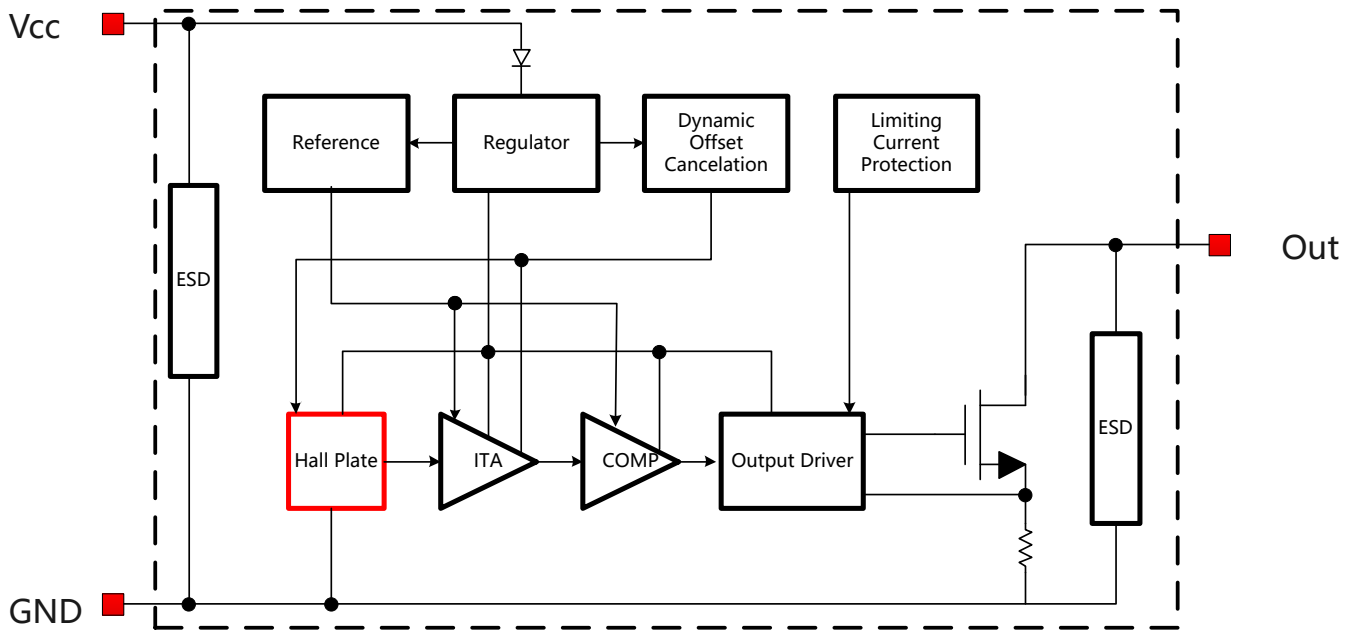 Vcc
Reference
Regulator
Dynamic
Offset
Cancelation
Limiting
Current
Protection
ESD
Out
Hall Plate
ITA
COMP
Output Driver
ESD
GND